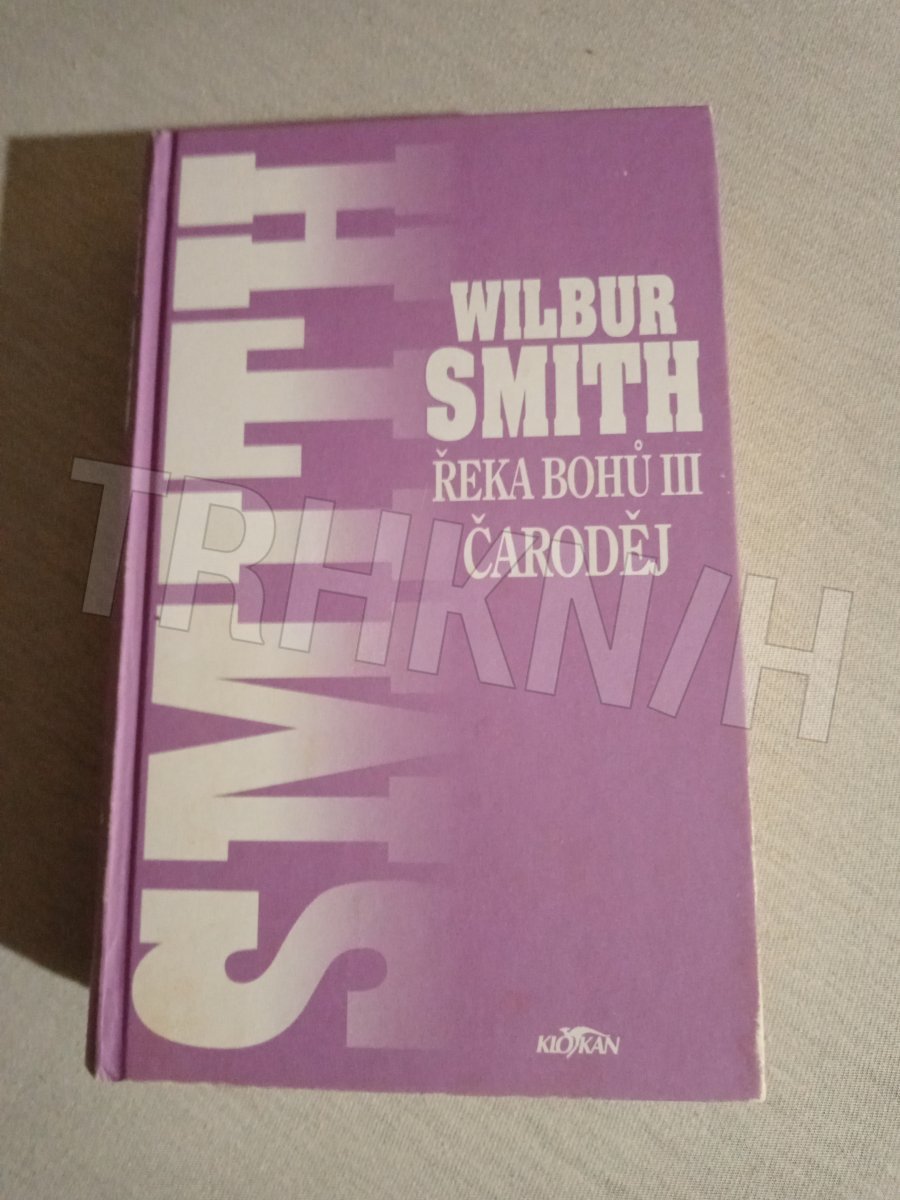 SMITH
WILBUR
SMITH
ŘEKA BOHŮ III
ČARODĚJ
KLOKAN
TRHKNIH